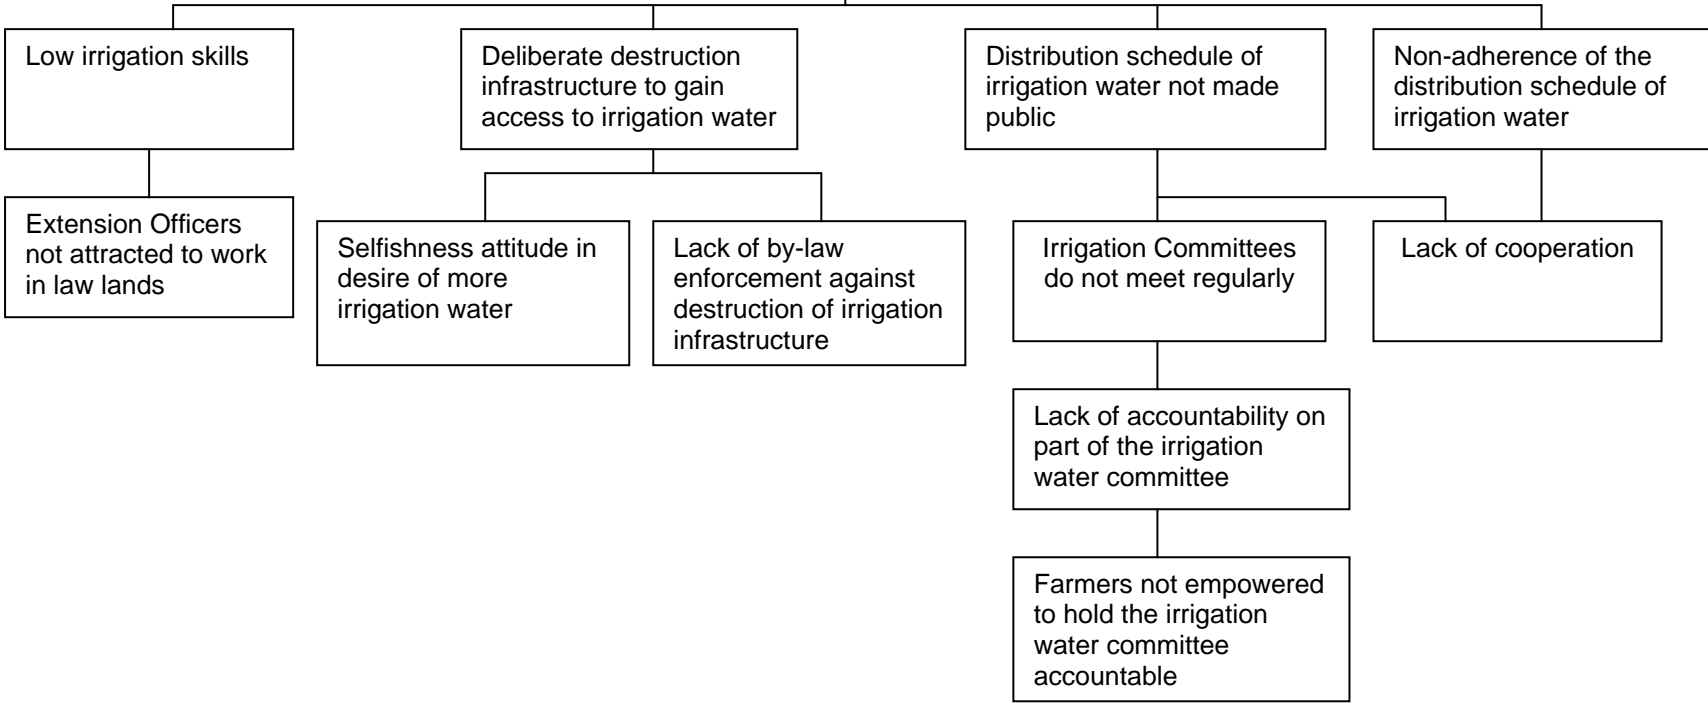 Low irrigation skills
Deliberate destruction
infrastructure to gain
access to irrigation water
Distribution schedule of
irrigation water not made
public
Non-adherence of the
distribution schedule of
irrigation water
Extension Officers
not attracted to work
in law lands
Selfishness attitude in
desire of more
irrigation water
Lack of by-law
enforcement against
destruction of irrigation
infrastructure
Irrigation Committees
do not meet regularly
Lack of cooperation
Lack of accountability on
part of the irrigation
water committee
Farmers not empowered
to hold the irrigation
water committee
accountable